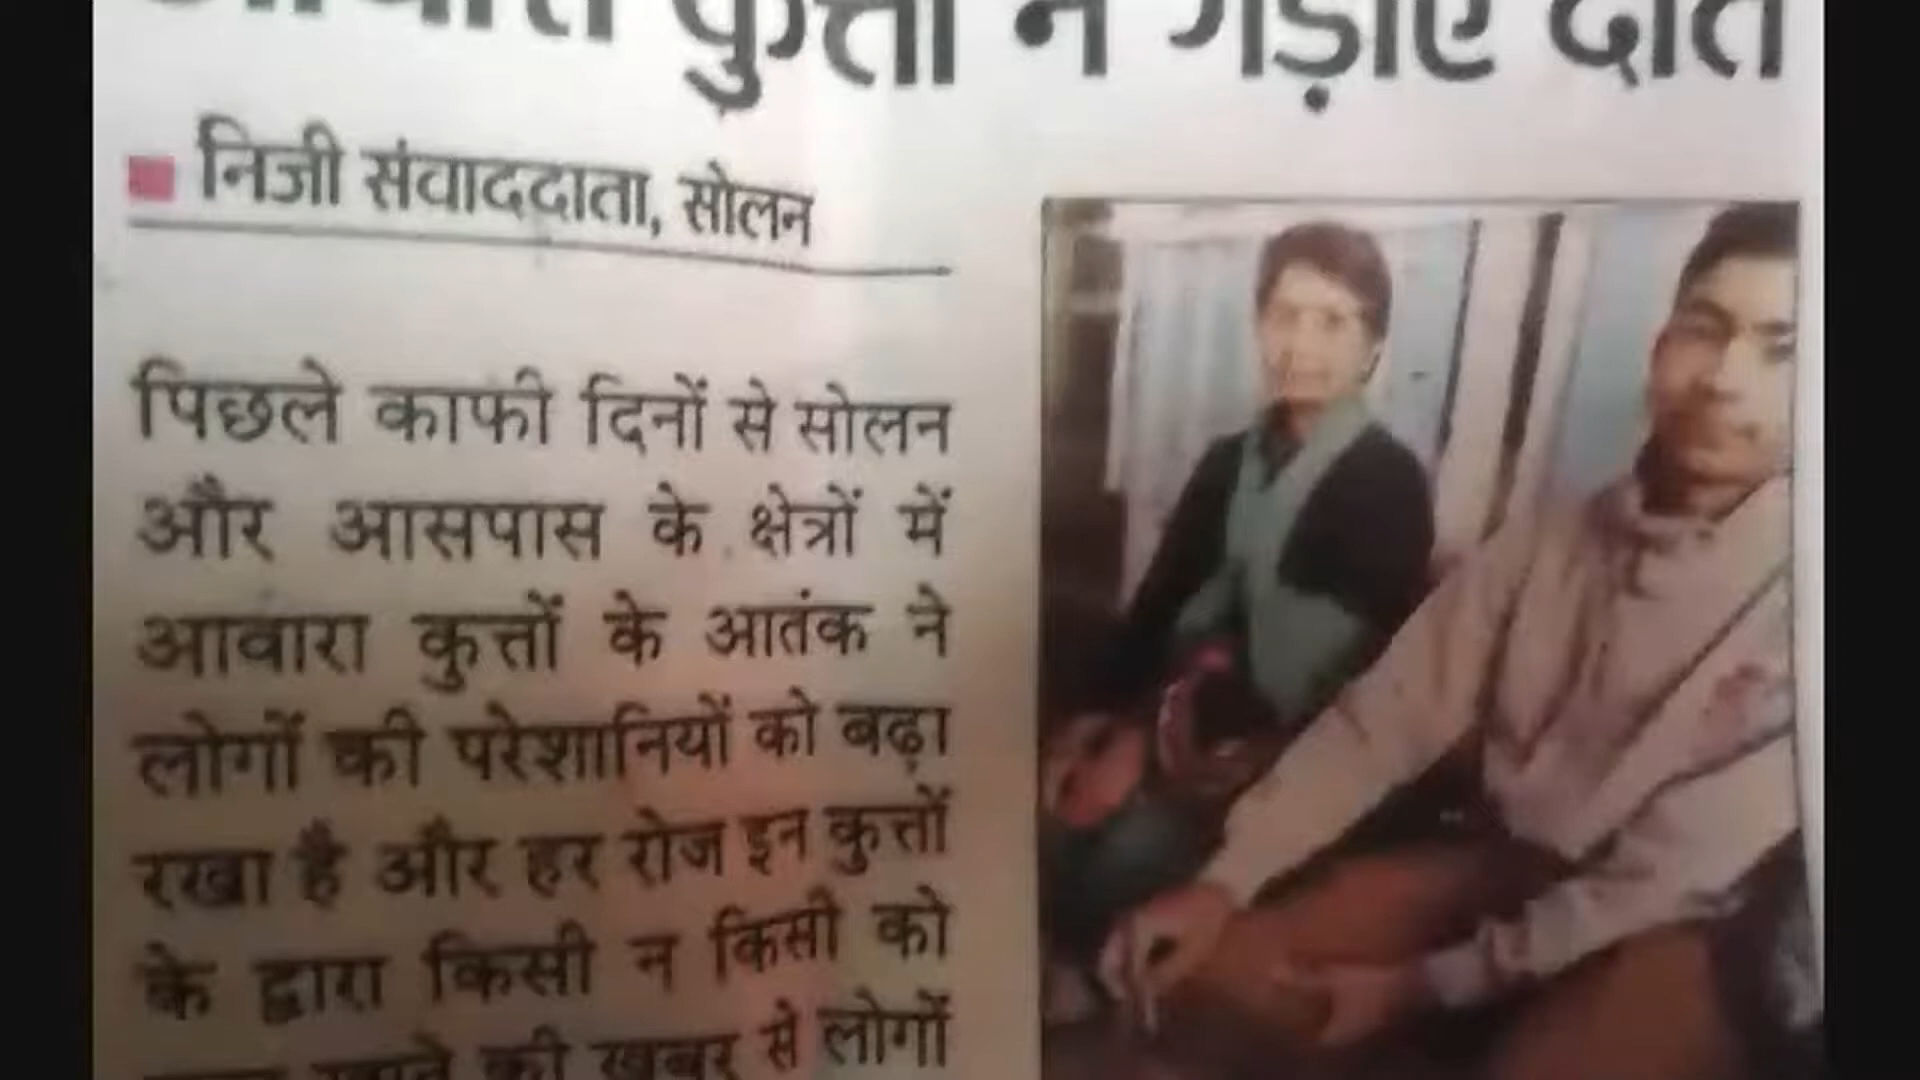 कुत्तों ने गड़ाए दांत
निजी संवाददाता, सोलन
पिछले काफी दिनों से सोलन
और आसपास के क्षेत्रों में
आवारा कुत्तों के आतंक ने
लोगों की परेशानियों को बढ़ा
रखा है और हर रोज इन कुत्तों
के द्वारा किसी न किसी को
की खबर से लोगों